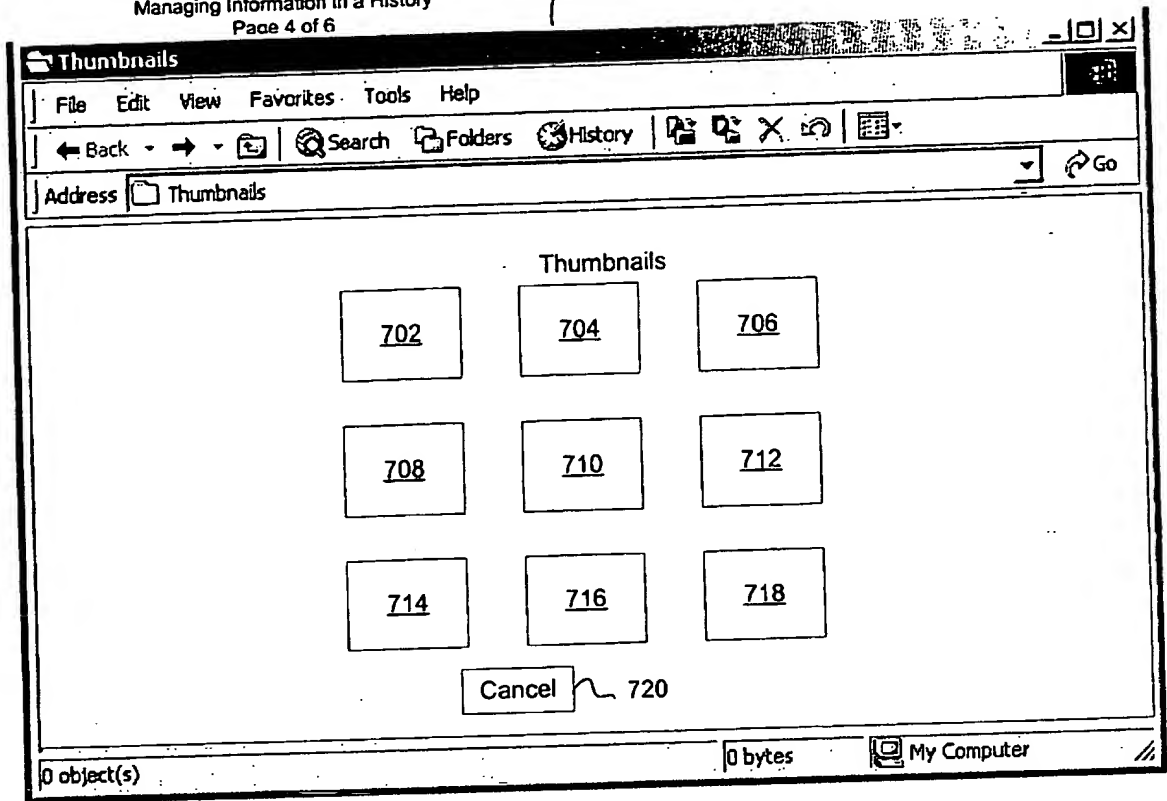 Managing Information in a History
Page 4 of 6
Thumbnails
File Edit View Favorites Tools Help
Back Search Folders History
Address Thumbnails Go
Thumbnails
702 704 706
708 710 712
714 716 718
Cancel 720
0 object(s) 0 bytes My Computer